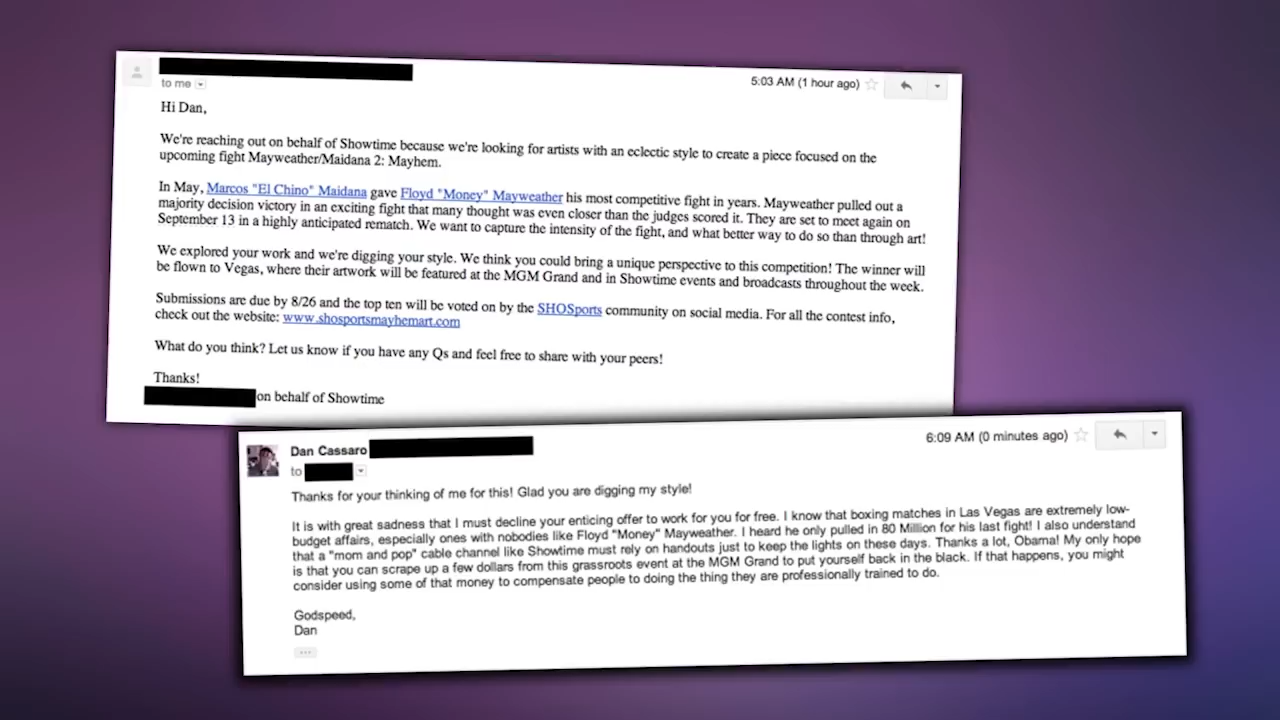 to me
5:03 AM (1 hour ago)
Hi Dan,
We're reaching out on behalf of Showtime because we're looking for artists with an eclectic style to create a piece focused on the
upcoming fight Mayweather/Maidana 2: Mayhem.
In May, Marcos "El Chino" Maidana gave Floyd "Money" Mayweather his most competitive fight in years. Mayweather pulled out a
majority decision victory in an exciting fight that many thought was even closer than the judges scored it. They are set to meet again on
September 13 in a highly anticipated rematch. We want to capture the intensity of the fight, and what better way to do so than through art!
We explored your work and we're digging your style. We think you could bring a unique perspective to this competition! The winner will
be flown to Vegas, where their artwork will be featured at the MGM Grand and in Showtime events and broadcasts throughout the week.
Submissions are due by 8/26 and the top ten will be voted on by the SHOSports community on social media. For all the contest info,
check out the website: www.shosportsmayhemart.com
What do you think? Let us know if you have any Qs and feel free to share with your peers!
Thanks!
on behalf of Showtime
Dan Cassaro
6:09 AM (0 minutes ago)
to
Thanks for your thinking of me for this! Glad you are digging my style!
It is with great sadness that I must decline your enticing offer to work for you for free. I know that boxing matches in Las Vegas are extremely low-
budget affairs, especially ones with nobodies like Floyd "Money" Mayweather. I heard he only pulled in 80 Million for his last fight! I also understand
that a "mom and pop" cable channel like Showtime must rely on handouts just to keep the lights on these days. Thanks a lot, Obama! My only hope
is that you can scrape up a few dollars from this grassroots event at the MGM Grand to put yourself back in the black. If that happens, you might
consider using some of that money to compensate people to doing the thing they are professionally trained to do.
Godspeed,
Dan